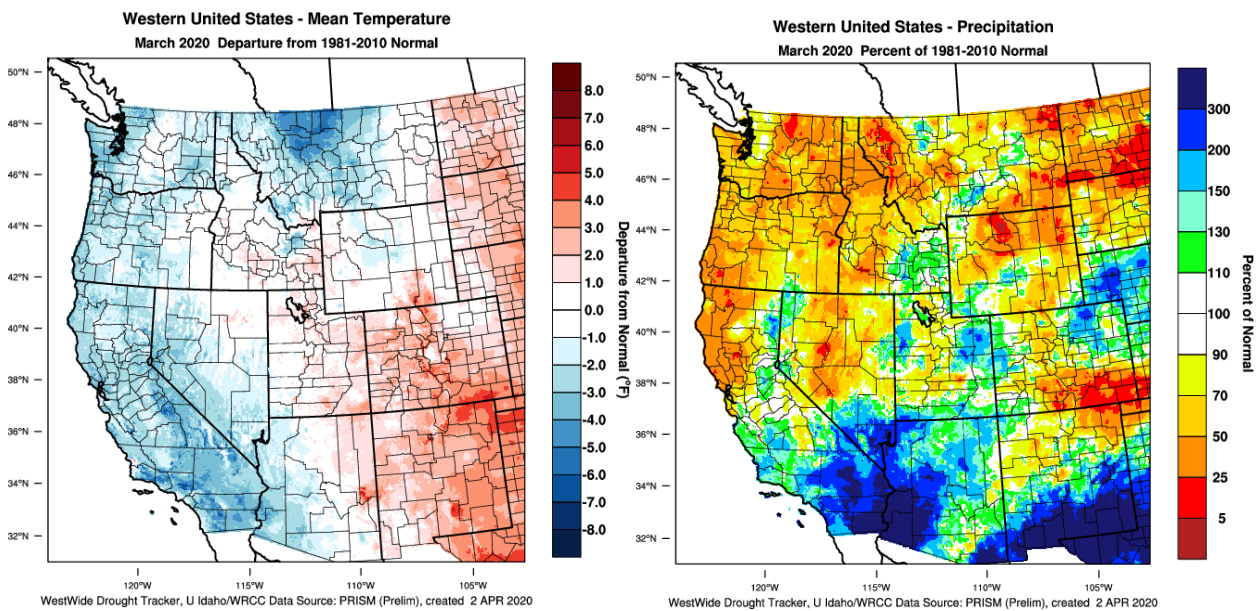 Western United States - Mean Temperature
March 2020 Departure from 1981-2010 Normal
50°N
48°N
46°N
44°N
42°N
40°N
38°N
36°N
34°N
32°N
120°W
115°W
110°W
105°W
8.0
7.0
6.0
5.0
4.0
3.0
2.0
1.0
0.0
-1.0
-2.0
-3.0
-4.0
-5.0
-6.0
-7.0
-8.0
Departure from Normal (°F)
WestWide Drought Tracker, U Idaho/WRCC Data Source: PRISM (Prelim), created 2 APR 2020
Western United States - Precipitation
March 2020 Percent of 1981-2010 Normal
50°N
48°N
46°N
44°N
42°N
40°N
38°N
36°N
34°N
32°N
120°W
115°W
110°W
105°W
300
200
150
130
110
100
90
70
50
25
5
Percent of Normal
WestWide Drought Tracker, U Idaho/WRCC Data Source: PRISM (Prelim), created 2 APR 2020